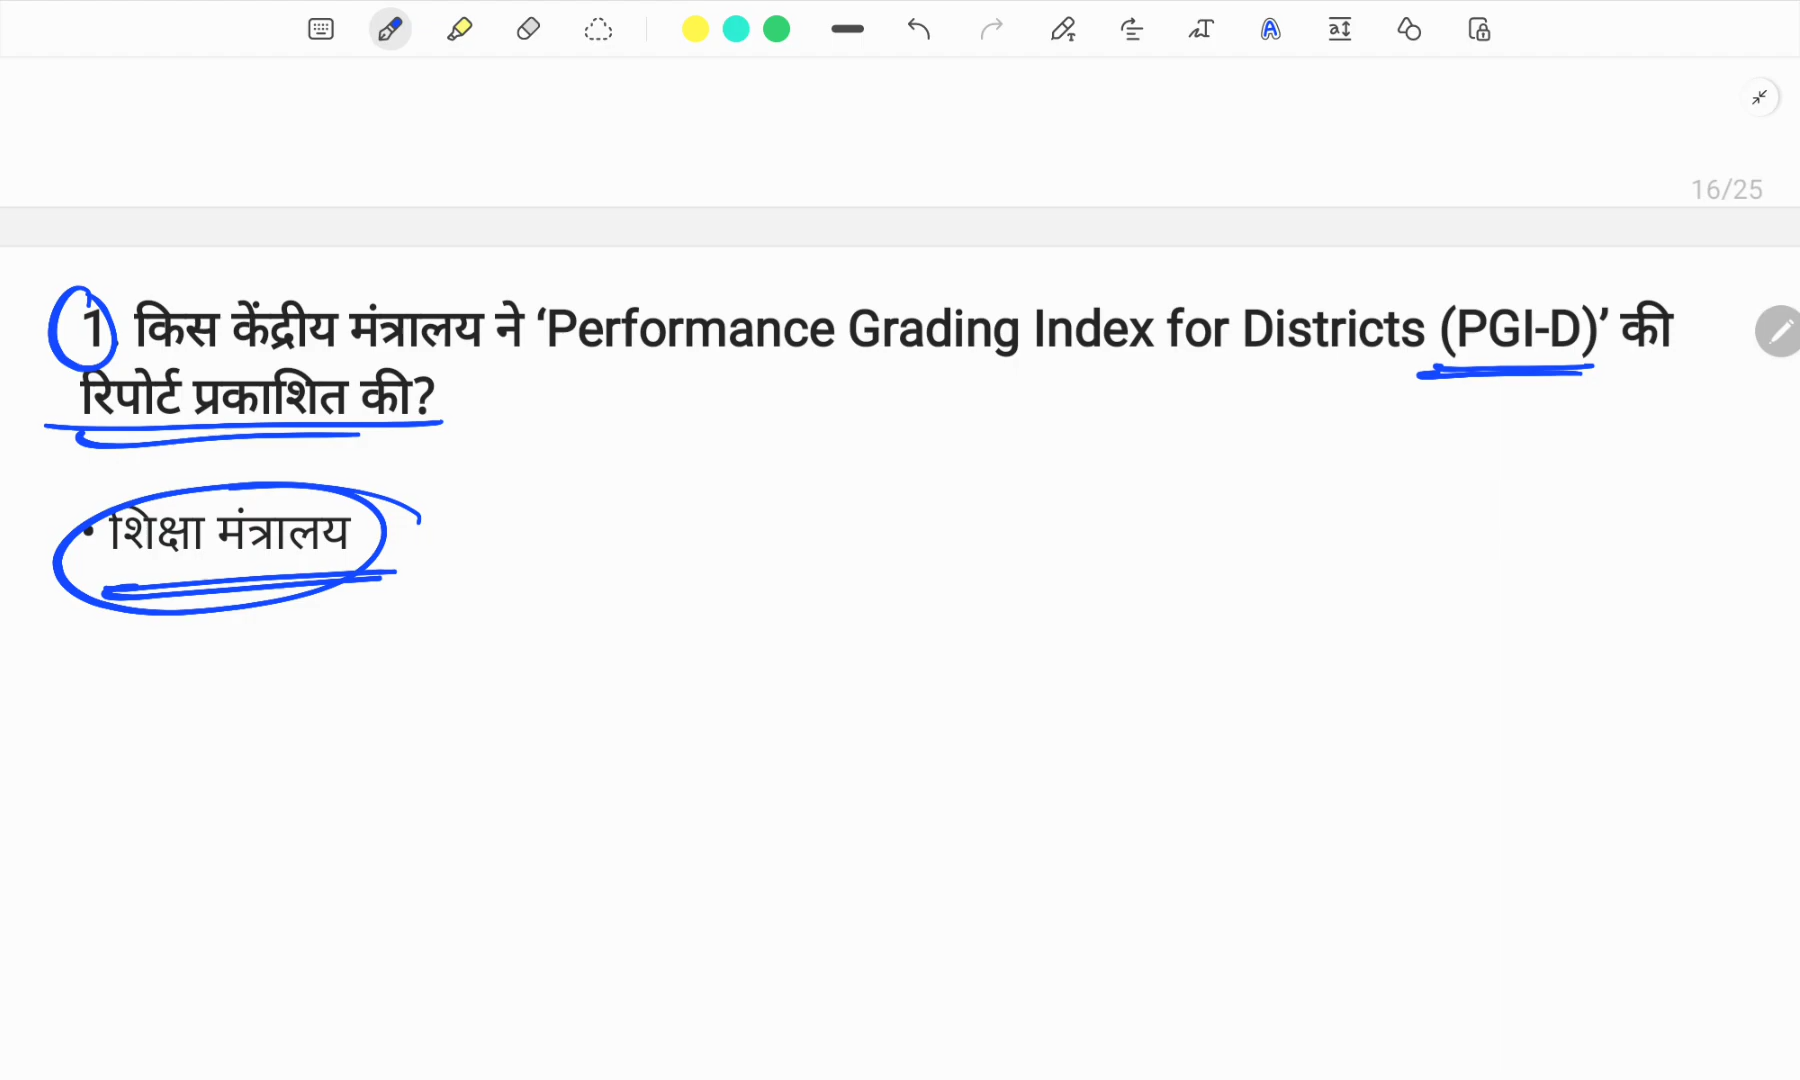 16/25
1 किस केंद्रीय मंत्रालय ने ‘Performance Grading Index for Districts (PGI-D)’ की
रिपोर्ट प्रकाशित की?
• शिक्षा मंत्रालय